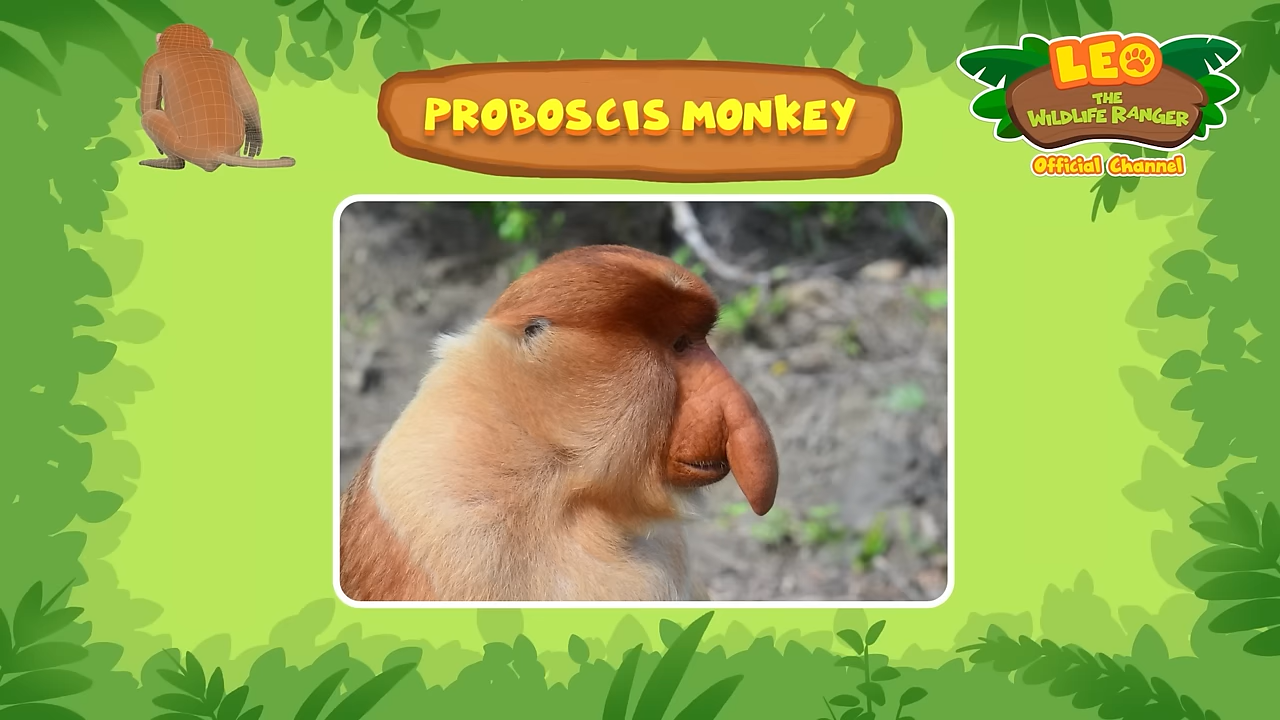 PROBOSCIS MONKEY
LEO
THE
WILDLIFE RANGER
Official Channel